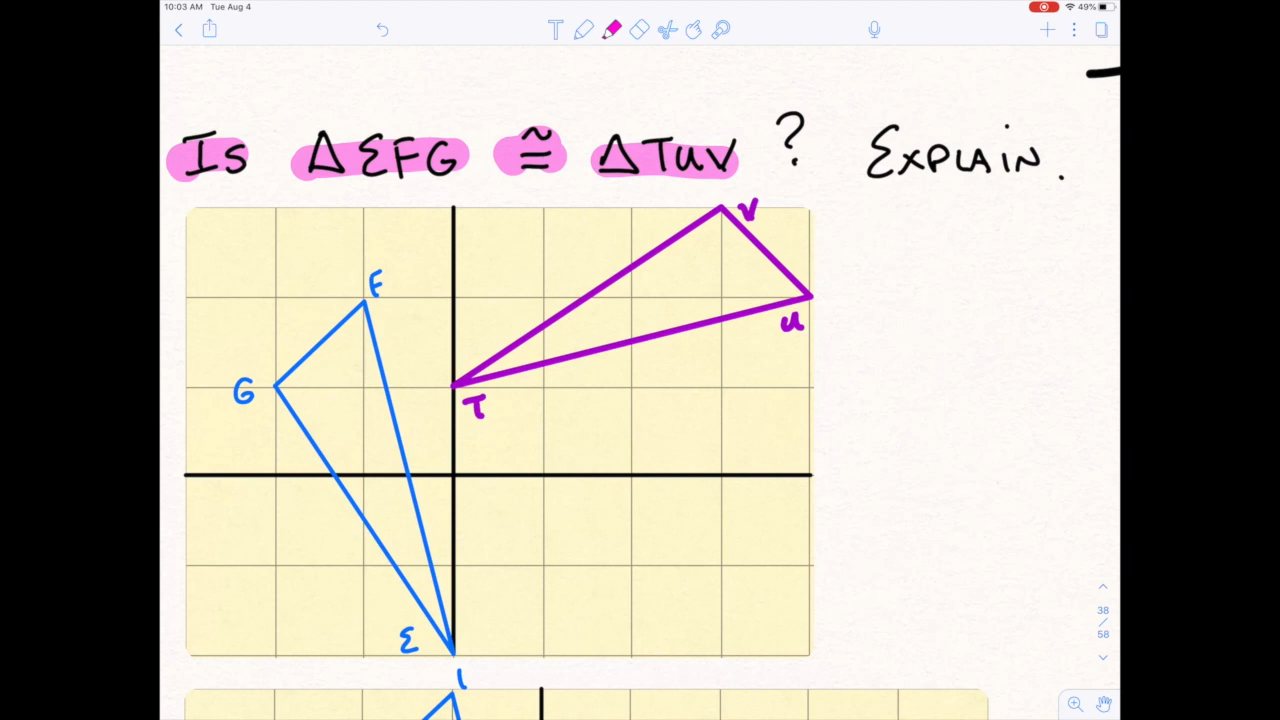 10:03 AM Tue Aug 4
49%
T
Is ΔEFG ≅ ΔTUV ? EXPLAIN.
V
F
U
G
T
E
38
/
58